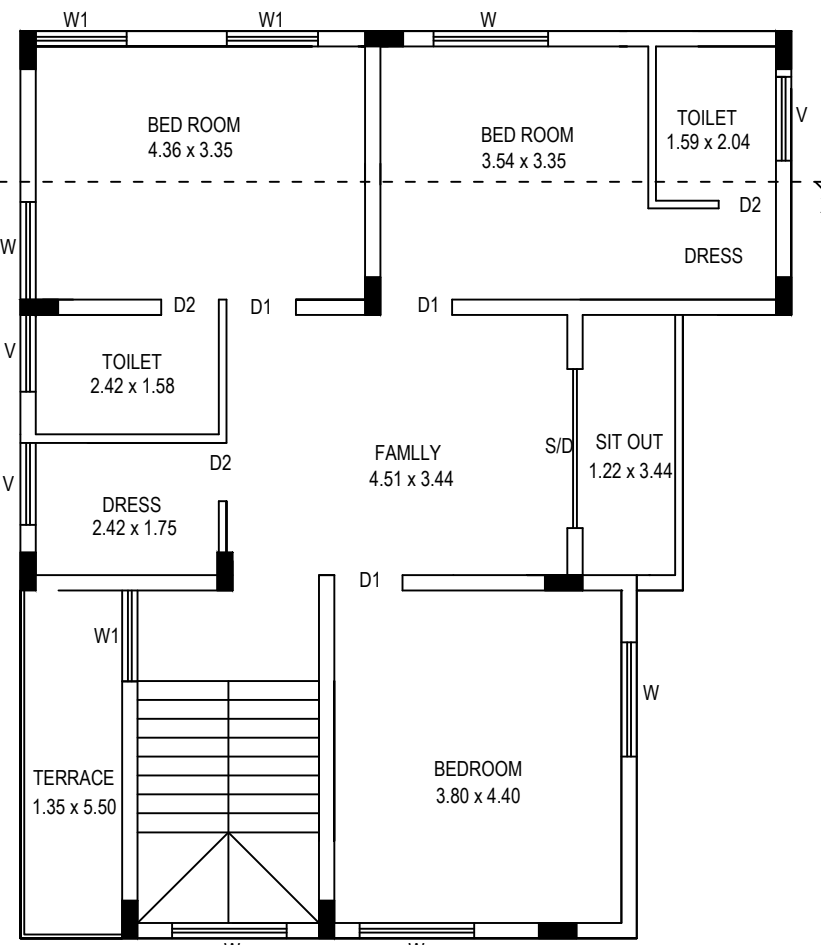 W1
W1
W
BED ROOM
4.36 x 3.35
BED ROOM
3.54 x 3.35
TOILET
1.59 x 2.04
V
D2
DRESS
W
D2
D1
D1
V
TOILET
2.42 x 1.58
FAMLLY
4.51 x 3.44
S/D
SIT OUT
1.22 x 3.44
D2
V
DRESS
2.42 x 1.75
D1
W1
W
TERRACE
1.35 x 5.50
BEDROOM
3.80 x 4.40